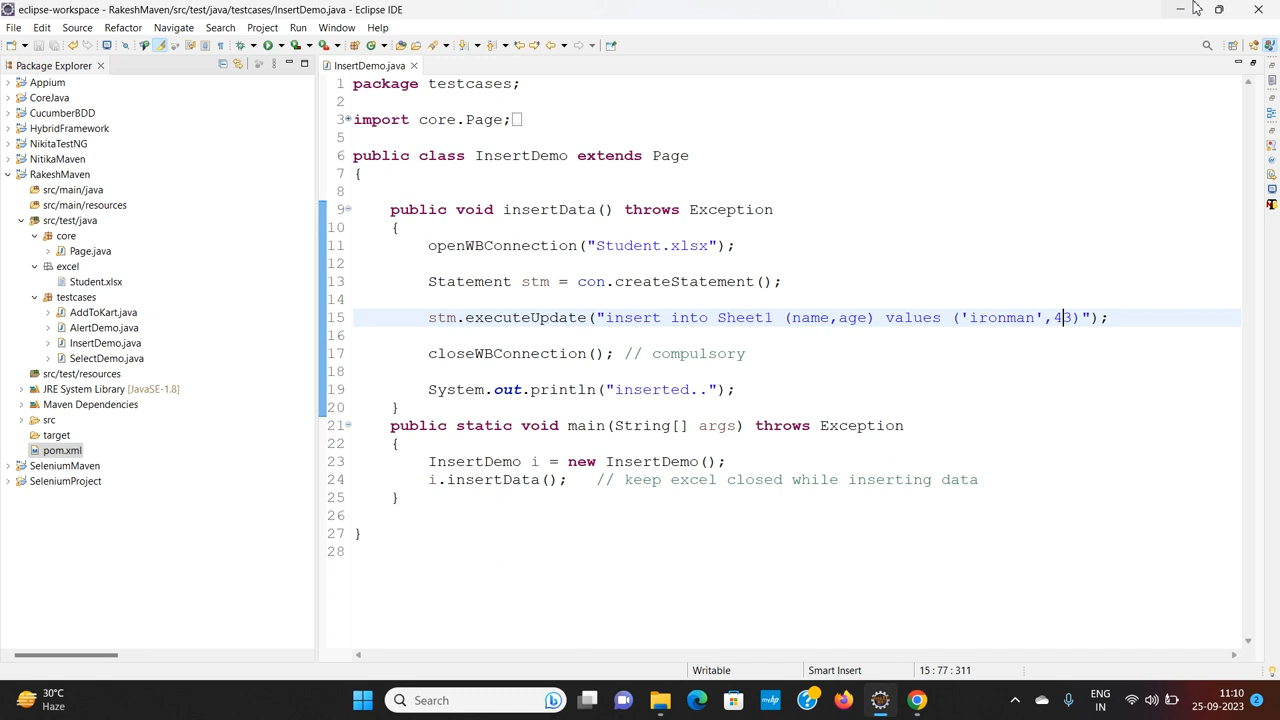 eclipse-workspace - RakeshMaven/src/test/java/testcases/InsertDemo.java - Eclipse IDE
File Edit Source Refactor Navigate Search Project Run Window Help
Package Explorer
Appium
CoreJava
CucumberBDD
HybridFramework
NikitaTestNG
NitikaMaven
RakeshMaven
src/main/java
src/main/resources
src/test/java
core
Page.java
excel
Student.xlsx
testcases
AddToKart.java
AlertDemo.java
InsertDemo.java
SelectDemo.java
src/test/resources
JRE System Library [JavaSE-1.8]
Maven Dependencies
src
target
pom.xml
SeleniumMaven
SeleniumProject
InsertDemo.java
1 package testcases;
2
3 import core.Page;
5
6 public class InsertDemo extends Page
7 {
8
9 public void insertData() throws Exception
10 {
11 openWBConnection("Student.xlsx");
12
13 Statement stm = con.createStatement();
14
15 stm.executeUpdate("insert into Sheet1 (name,age) values ('ironman',43)");
16
17 closeWBConnection(); // compulsory
18
19 System.out.println("inserted..");
20 }
21 public static void main(String[] args) throws Exception
22 {
23 InsertDemo i = new InsertDemo();
24 i.insertData(); // keep excel closed while inserting data
25 }
26
27 }
28
Writable Smart Insert 15 : 77 : 311
30°C
Haze
Search
ENG
IN
11:10
25-09-2023
2